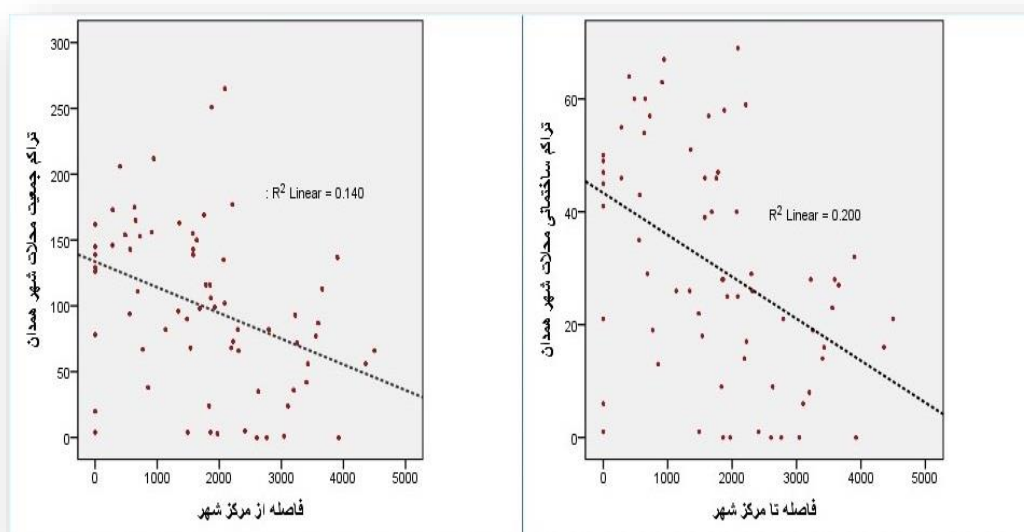 تراکم جمعیت محلات شهر همدان
300
250
200
150
100
50
0
: R² Linear = 0.140
0 1000 2000 3000 4000 5000
فاصله از مرکز شهر
تراکم ساختمانی محلات شهر همدان
60
40
20
0
R² Linear = 0.200
0 1000 2000 3000 4000 5000
فاصله تا مرکز شهر